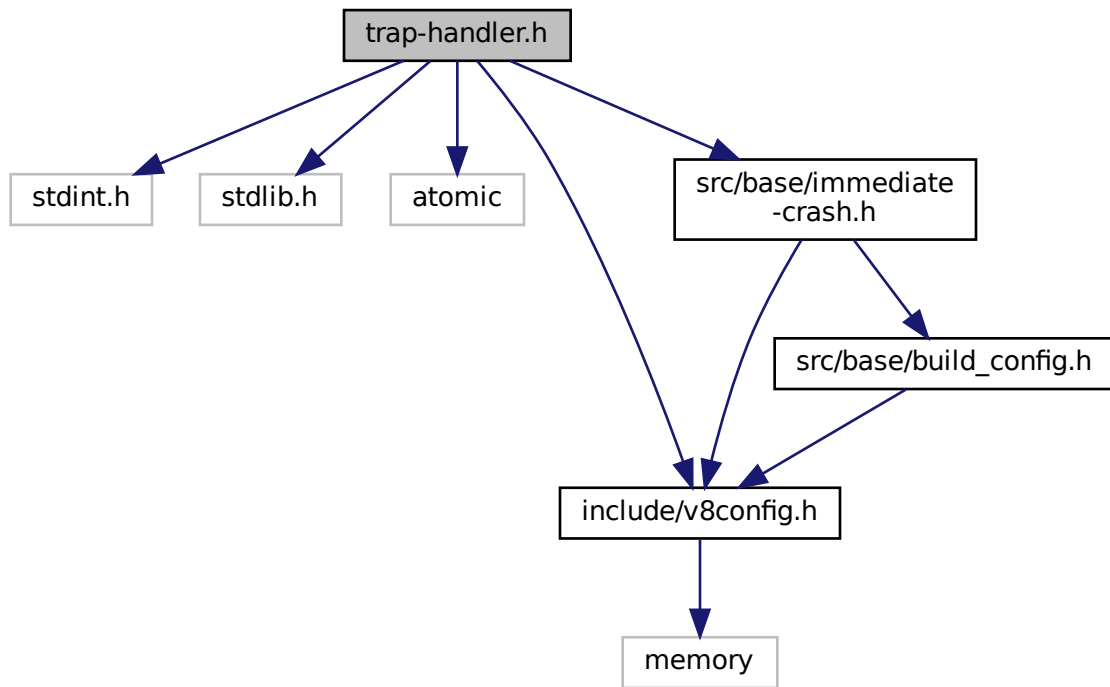 trap-handler.h
stdint.h
stdlib.h
atomic
src/base/immediate
-crash.h
src/base/build_config.h
include/v8config.h
memory